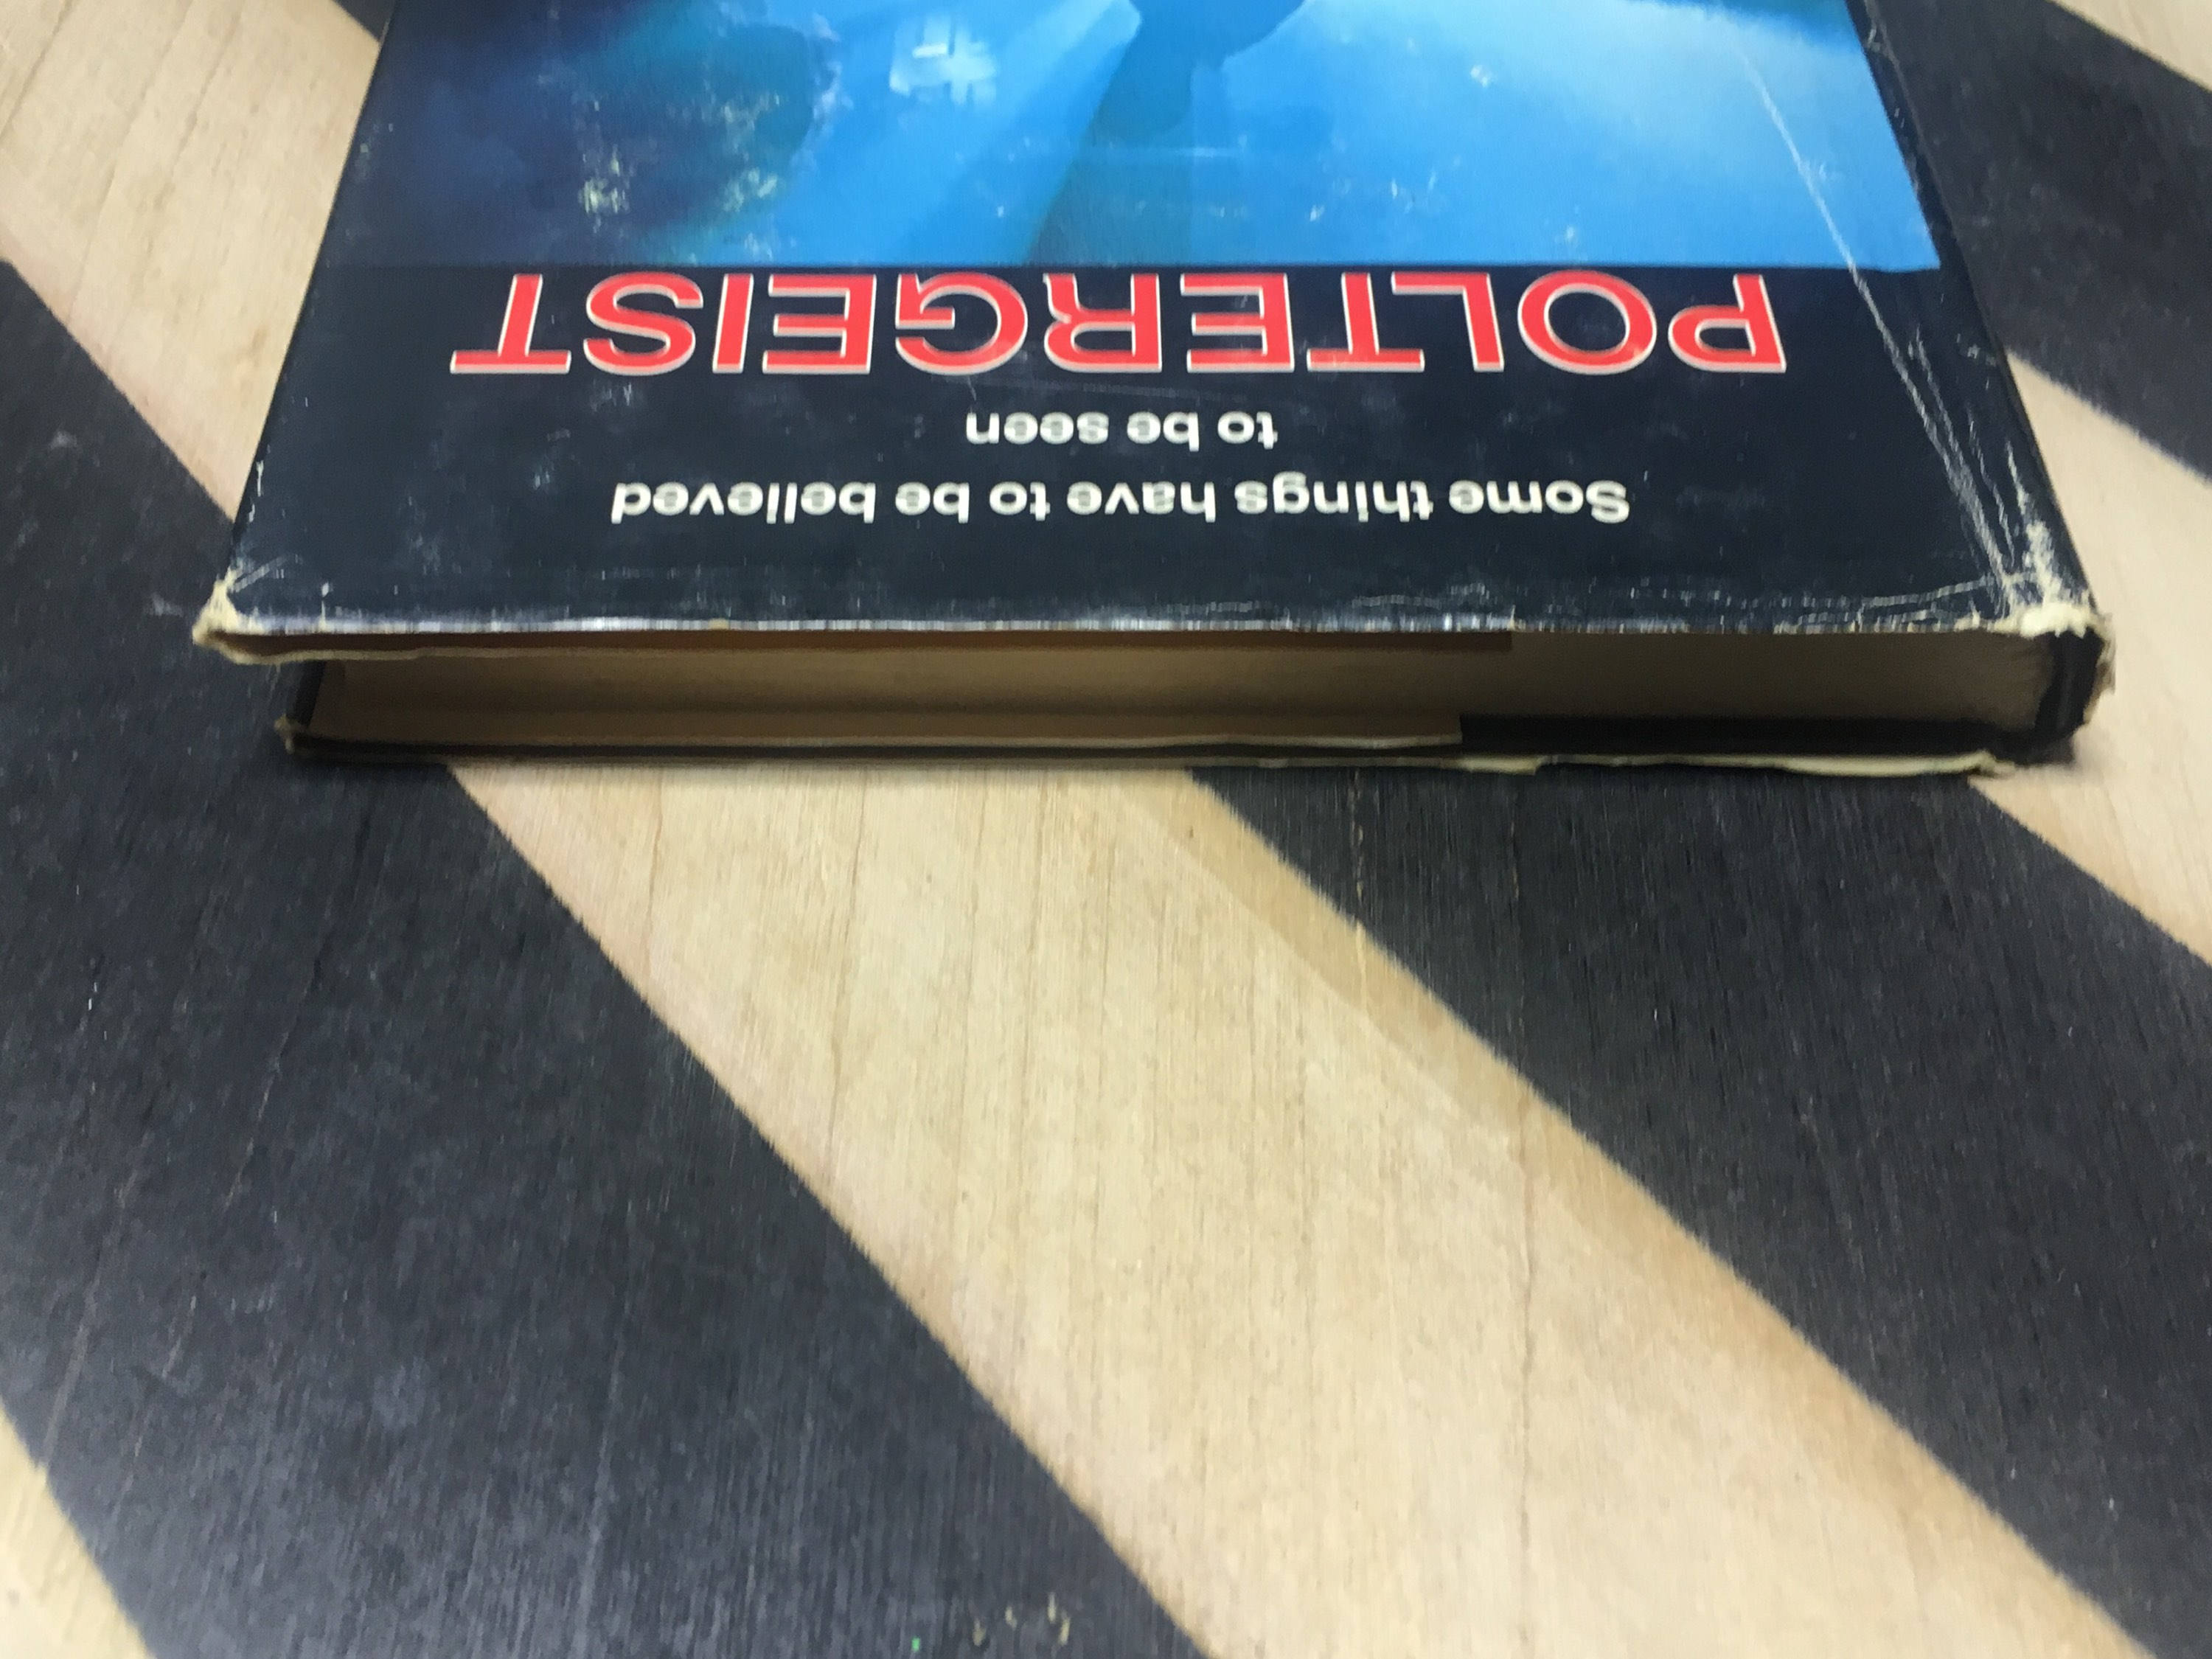 Some things have to be believed
to be seen
POLTERGEIST